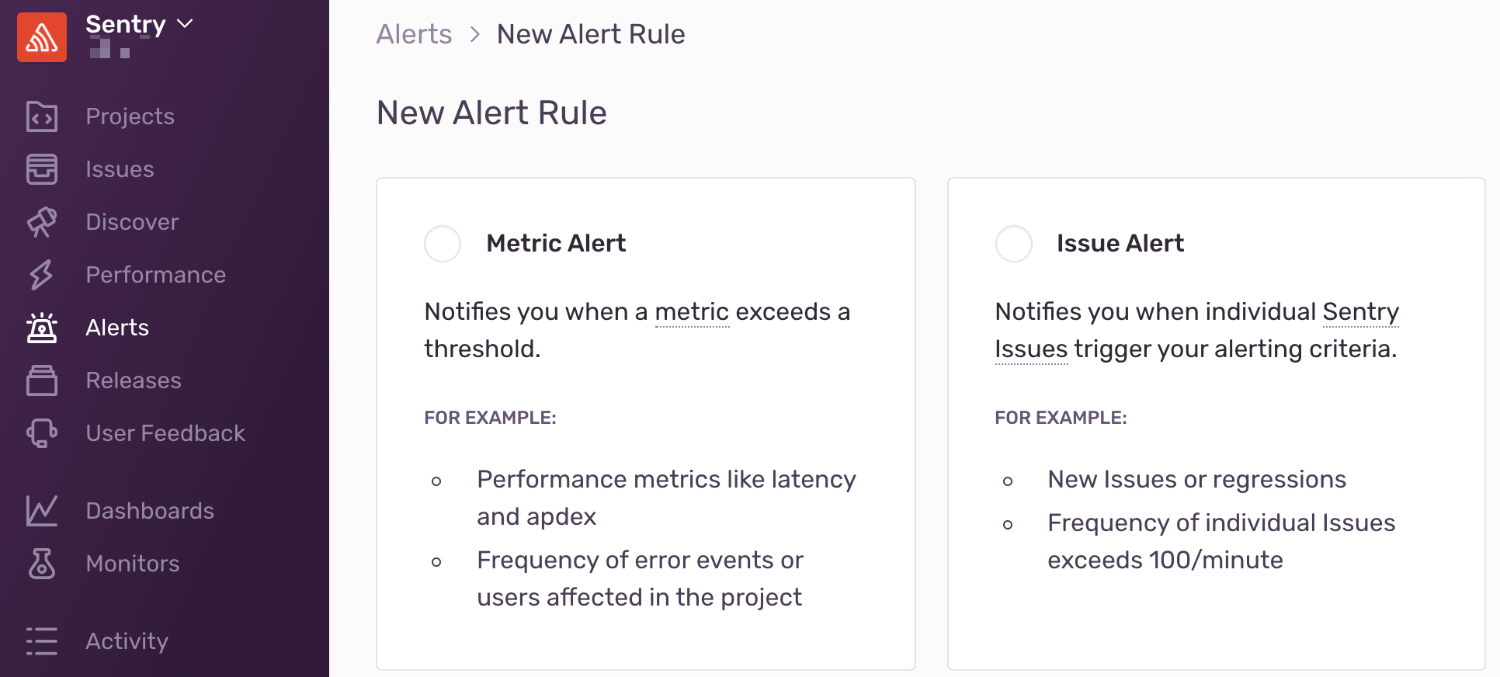 Sentry
Projects
Issues
Discover
Performance
Alerts
Releases
User Feedback
Dashboards
Monitors
Activity
Alerts > New Alert Rule
New Alert Rule
Metric Alert
Notifies you when a metric exceeds a
threshold.
FOR EXAMPLE:
Performance metrics like latency
and apdex
Frequency of error events or
users affected in the project
Issue Alert
Notifies you when individual Sentry
Issues trigger your alerting criteria.
FOR EXAMPLE:
New Issues or regressions
Frequency of individual Issues
exceeds 100/minute